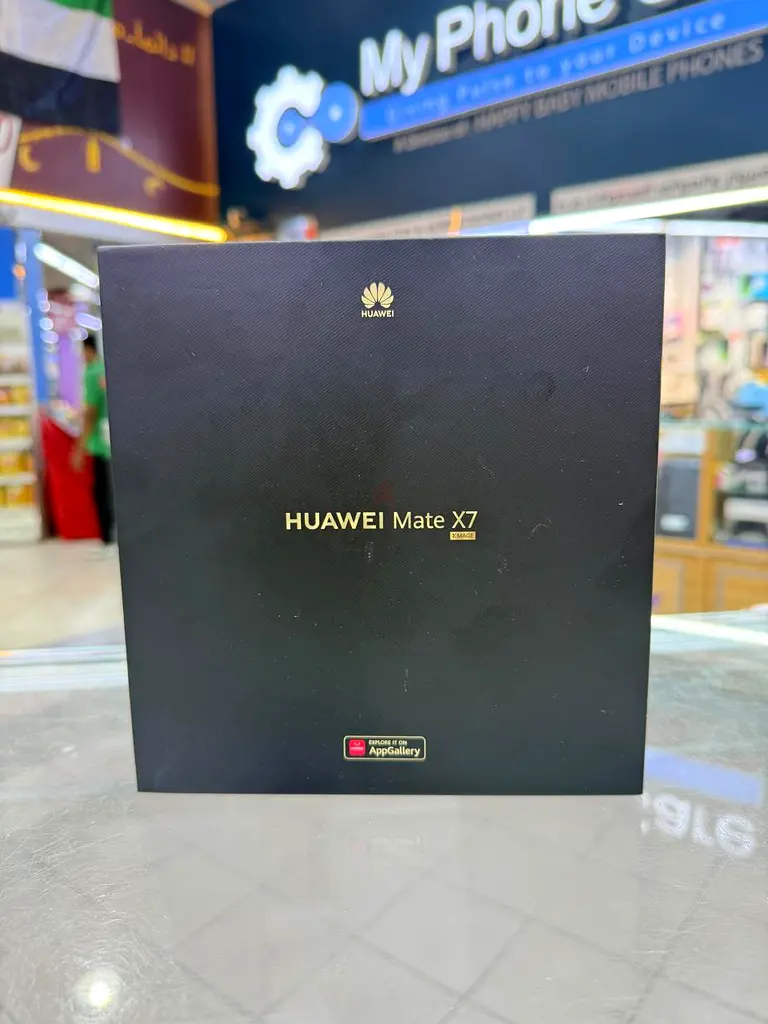 My Phone
Giving Parts to your Device
HAPPY BABY MOBILE PHONES
HUAWEI
HUAWEI Mate X7
XMAGE
EXPLORE IT ON
AppGallery